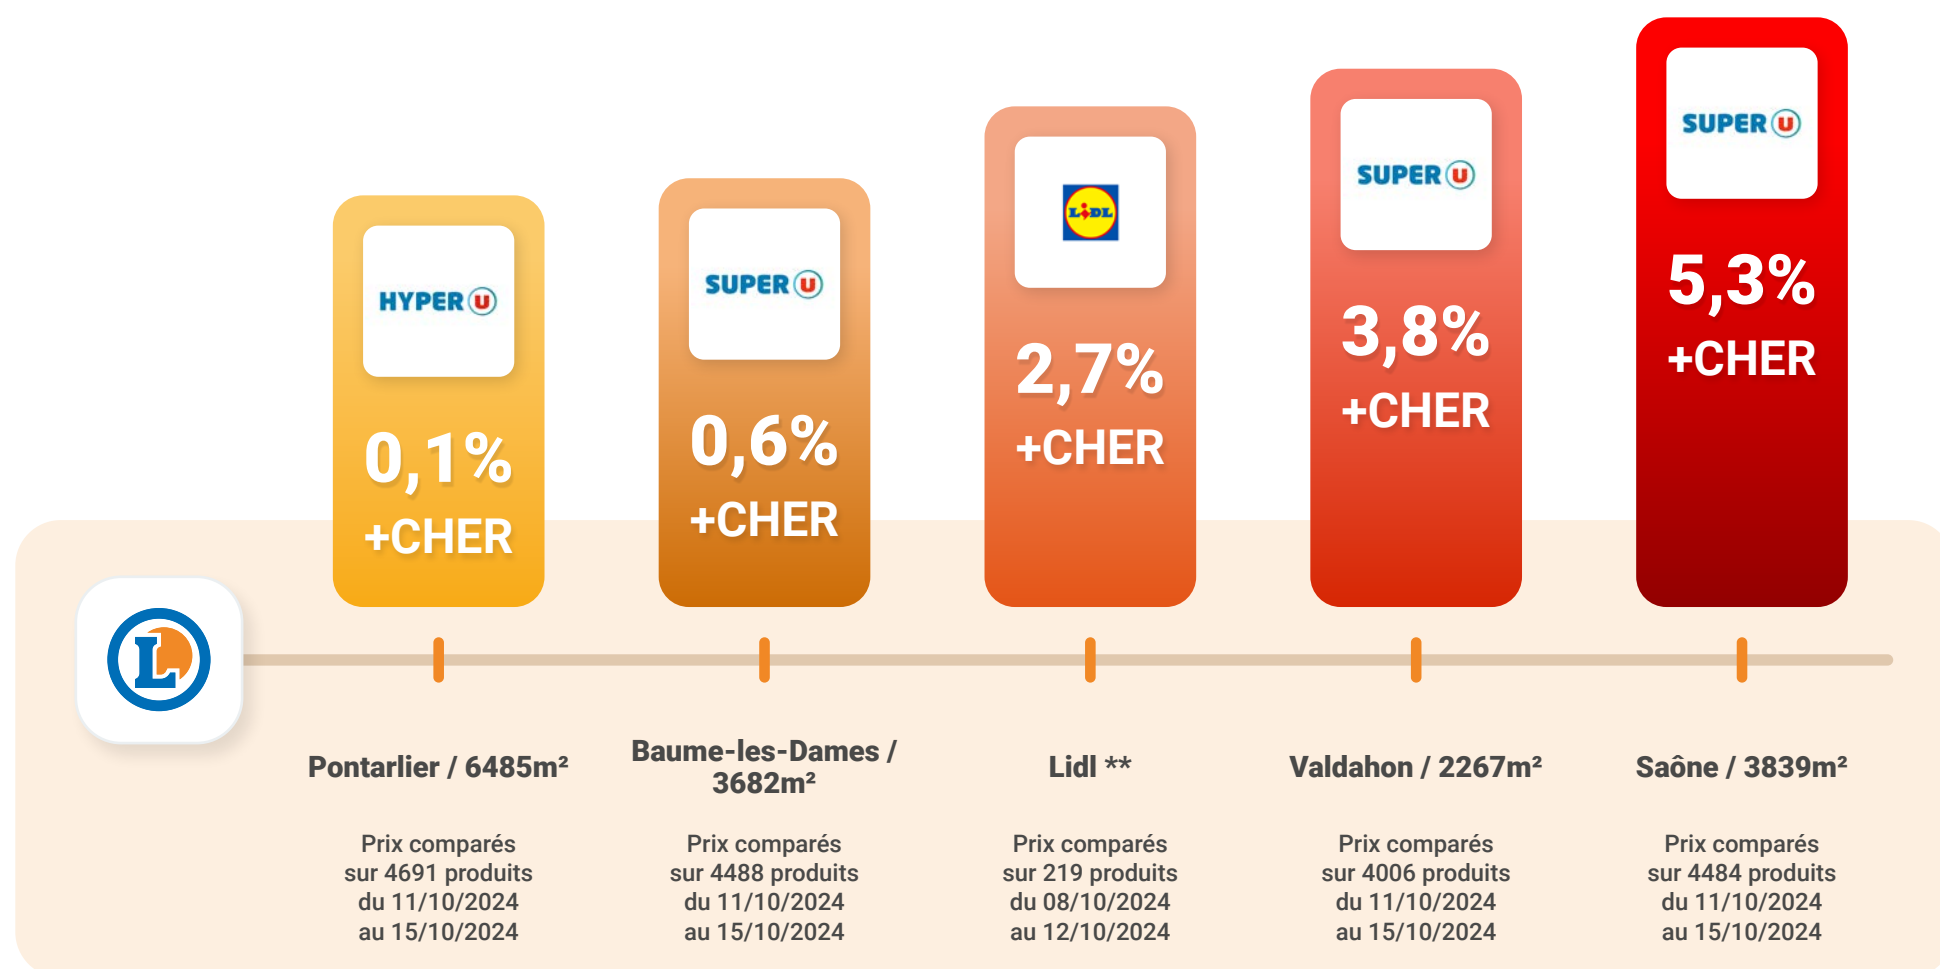 HYPER U
0,1%
+CHER
SUPER U
0,6%
+CHER
LIDL
2,7%
+CHER
SUPER U
3,8%
+CHER
SUPER U
5,3%
+CHER
L
Pontarlier / 6485m²
Prix comparés
sur 4691 produits
du 11/10/2024
au 15/10/2024
Baume-les-Dames /
3682m²
Prix comparés
sur 4488 produits
du 11/10/2024
au 15/10/2024
Lidl **
Prix comparés
sur 219 produits
du 08/10/2024
au 12/10/2024
Valdahon / 2267m²
Prix comparés
sur 4006 produits
du 11/10/2024
au 15/10/2024
Saône / 3839m²
Prix comparés
sur 4484 produits
du 11/10/2024
au 15/10/2024